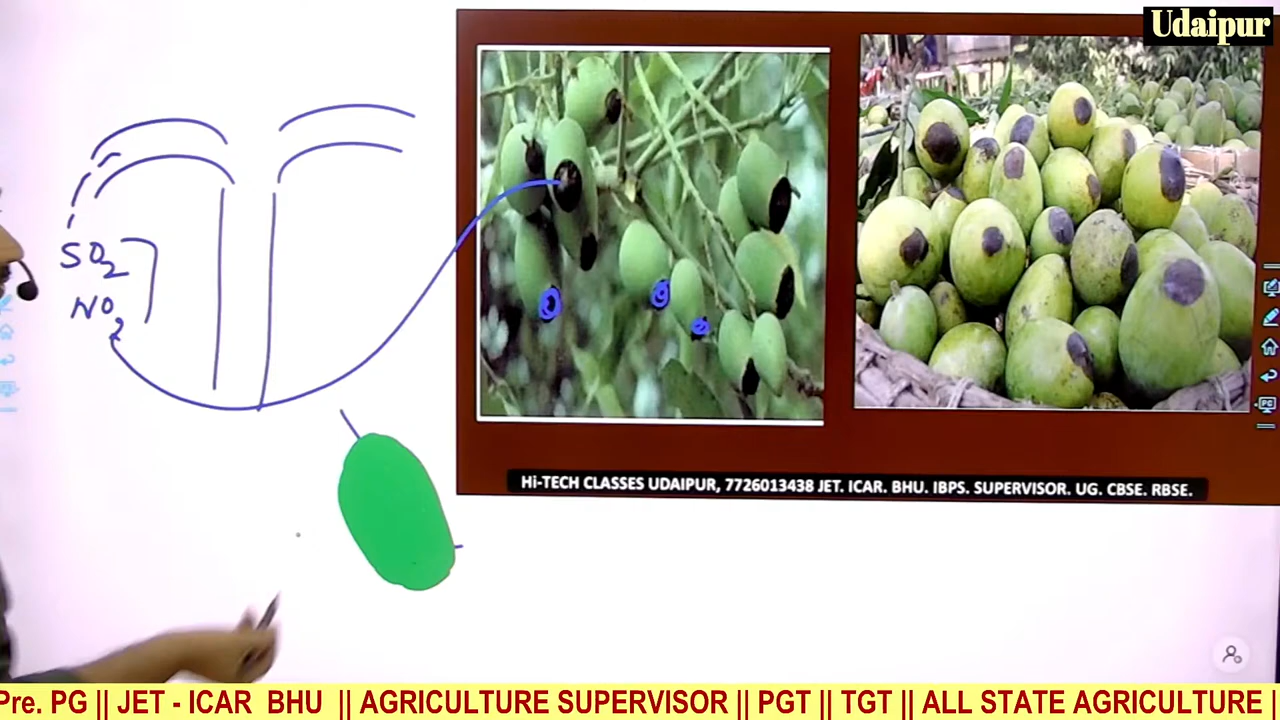 Udaipur
SO2
NO2
Hi-TECH CLASSES UDAIPUR, 7726013438 JET. ICAR. BHU. IBPS. SUPERVISOR. UG. CBSE. RBSE.
PC
Pre. PG || JET - ICAR BHU || AGRICULTURE SUPERVISOR || PGT || TGT || ALL STATE AGRICULTURE |